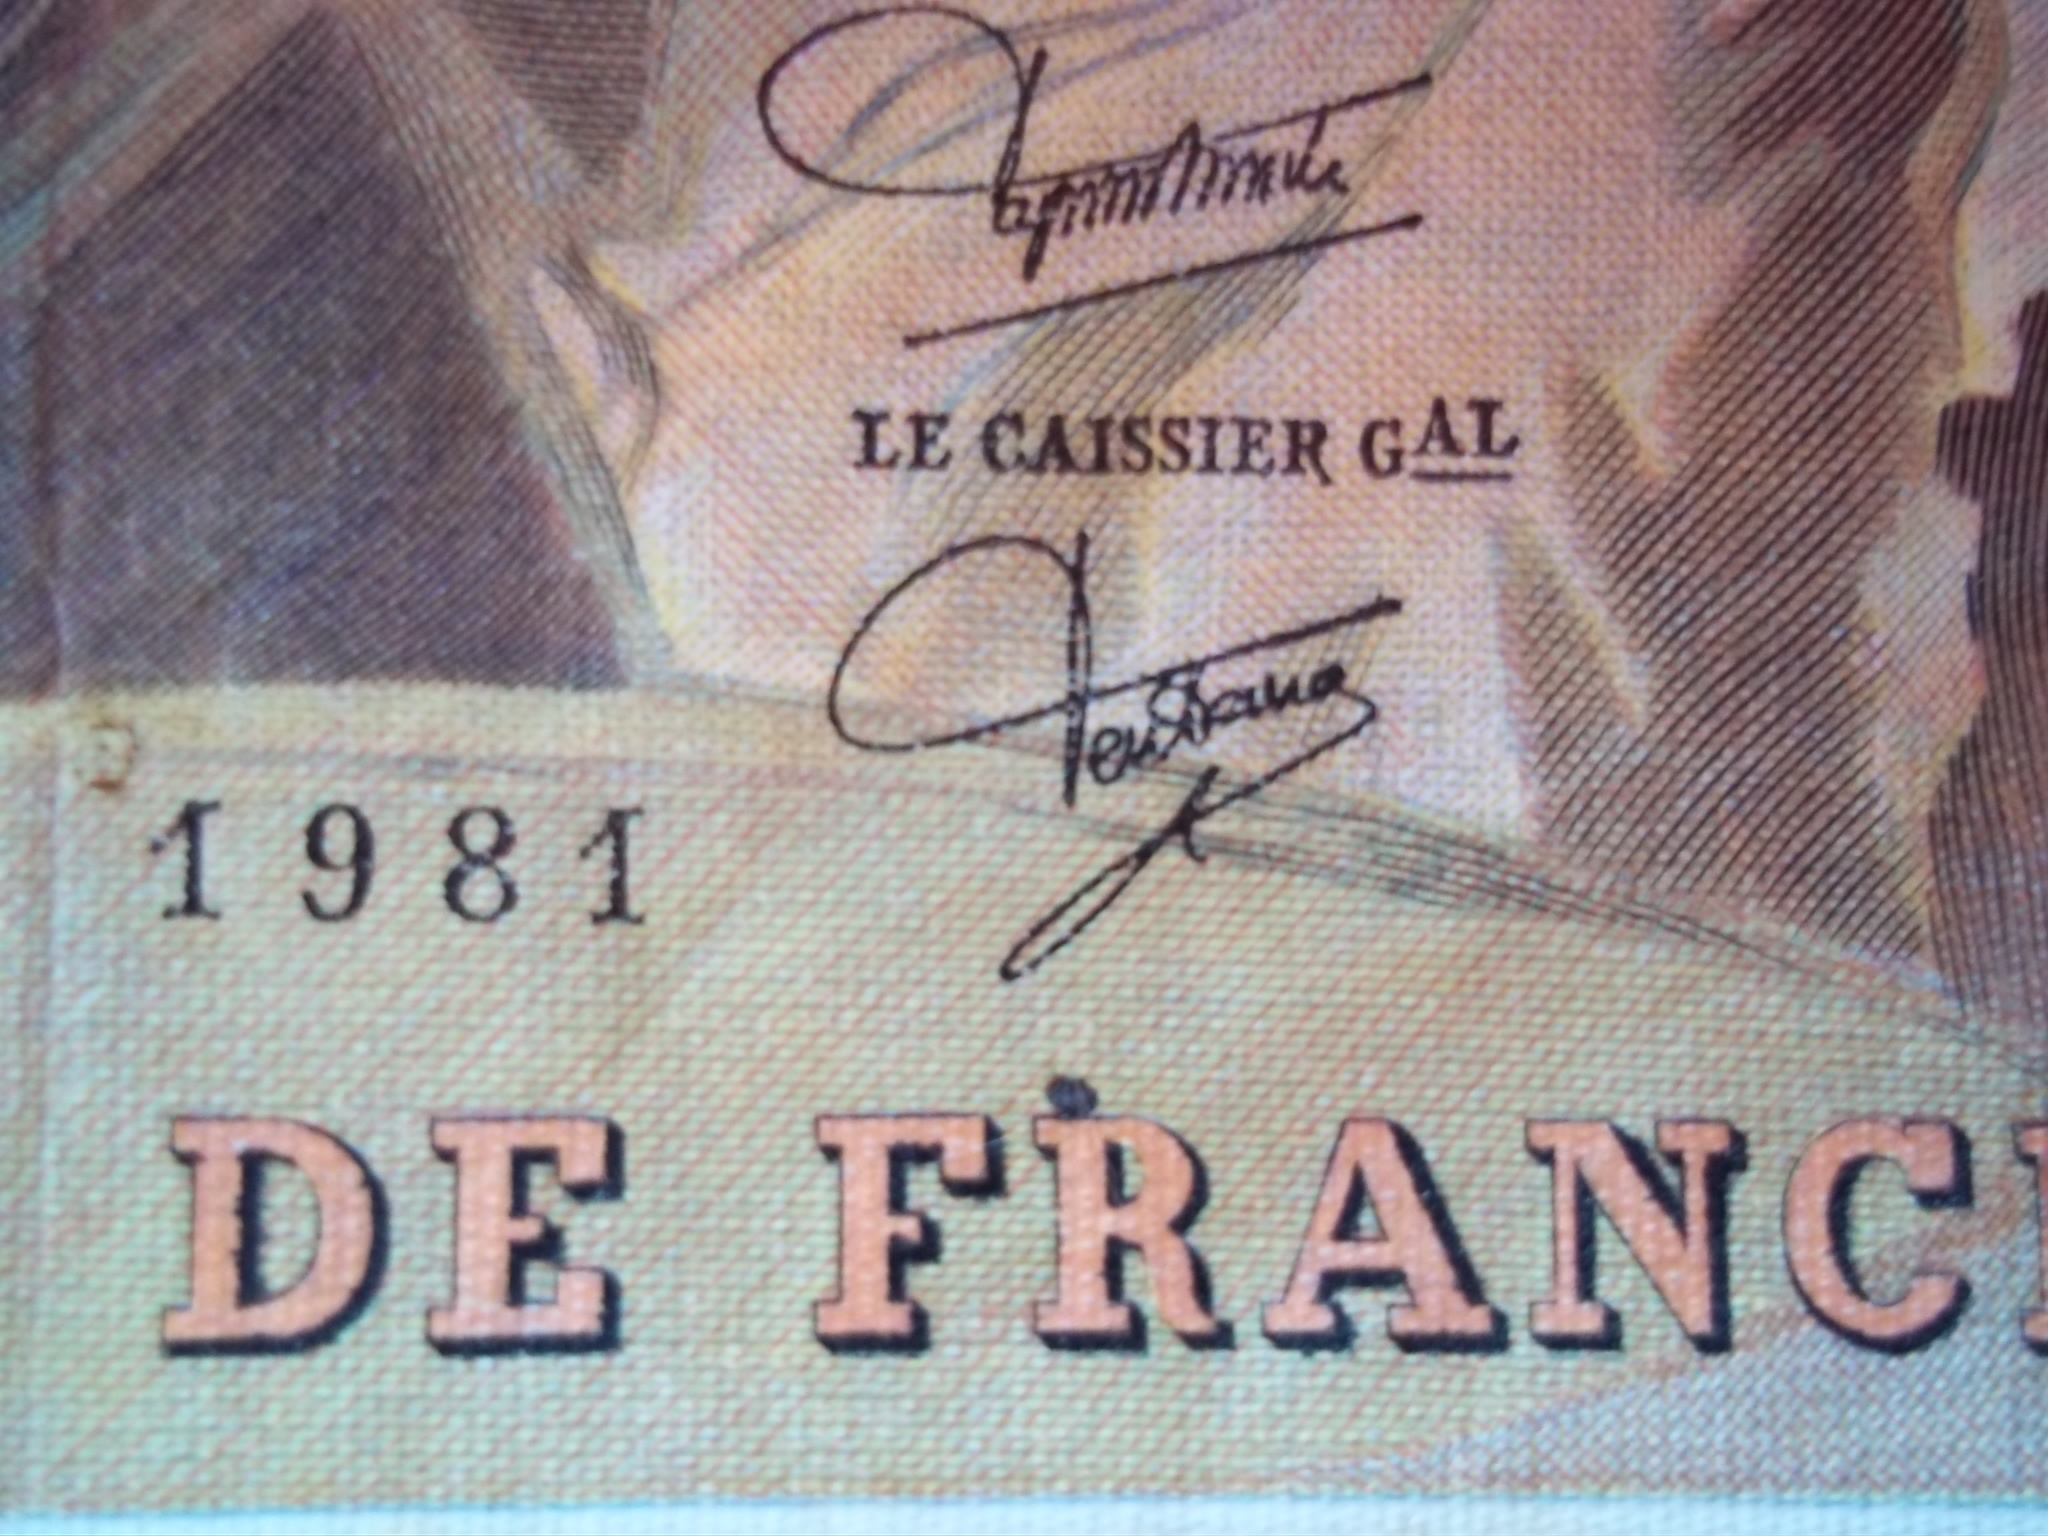 LE CAISSIER GAL
1981
DE FRANC